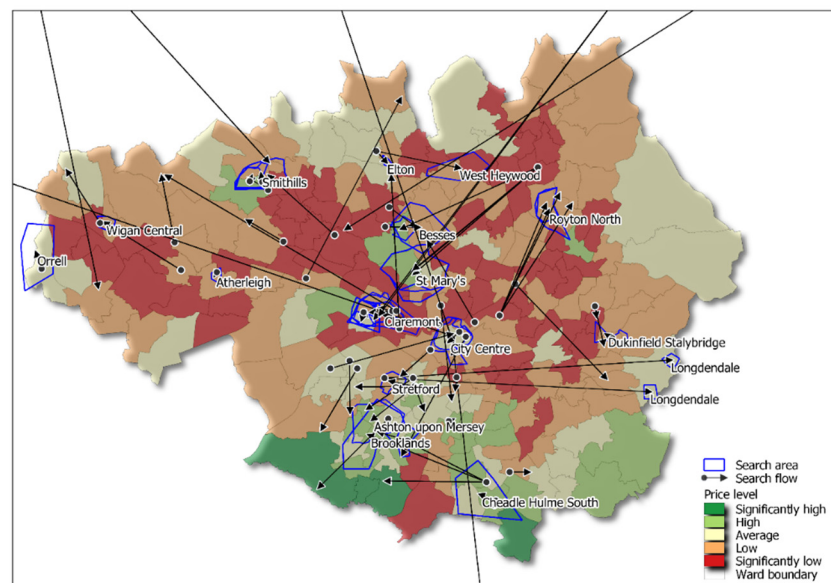 Smithills
Elton
West Heywood
Royton North
Wigan Central
Besses
Orrell
St Mary's
Atherleigh
Claremont
City Centre
Dukinfield Stalybridge
Longdendale
Stretford
Longdendale
Ashton upon Mersey
Brooklands
Cheadle Hulme South
Search area
Search flow
Price level
Significantly high
High
Average
Low
Significantly low
Ward boundary